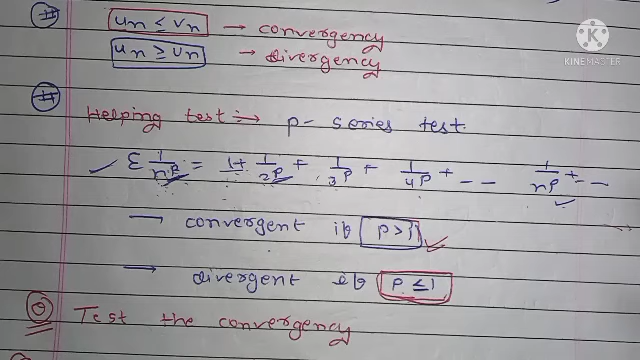 un ≤ vn → convergency
un ≥ vn → divergency
K
KINEMASTER
Helping test :→ p- series test
Σ 1/n^p = 1 + 1/2^p + 1/3^p + 1/4^p + -- 1/n^p + --
→ convergent if p > 1
→ divergent if p ≤ 1
Q Test the convergency